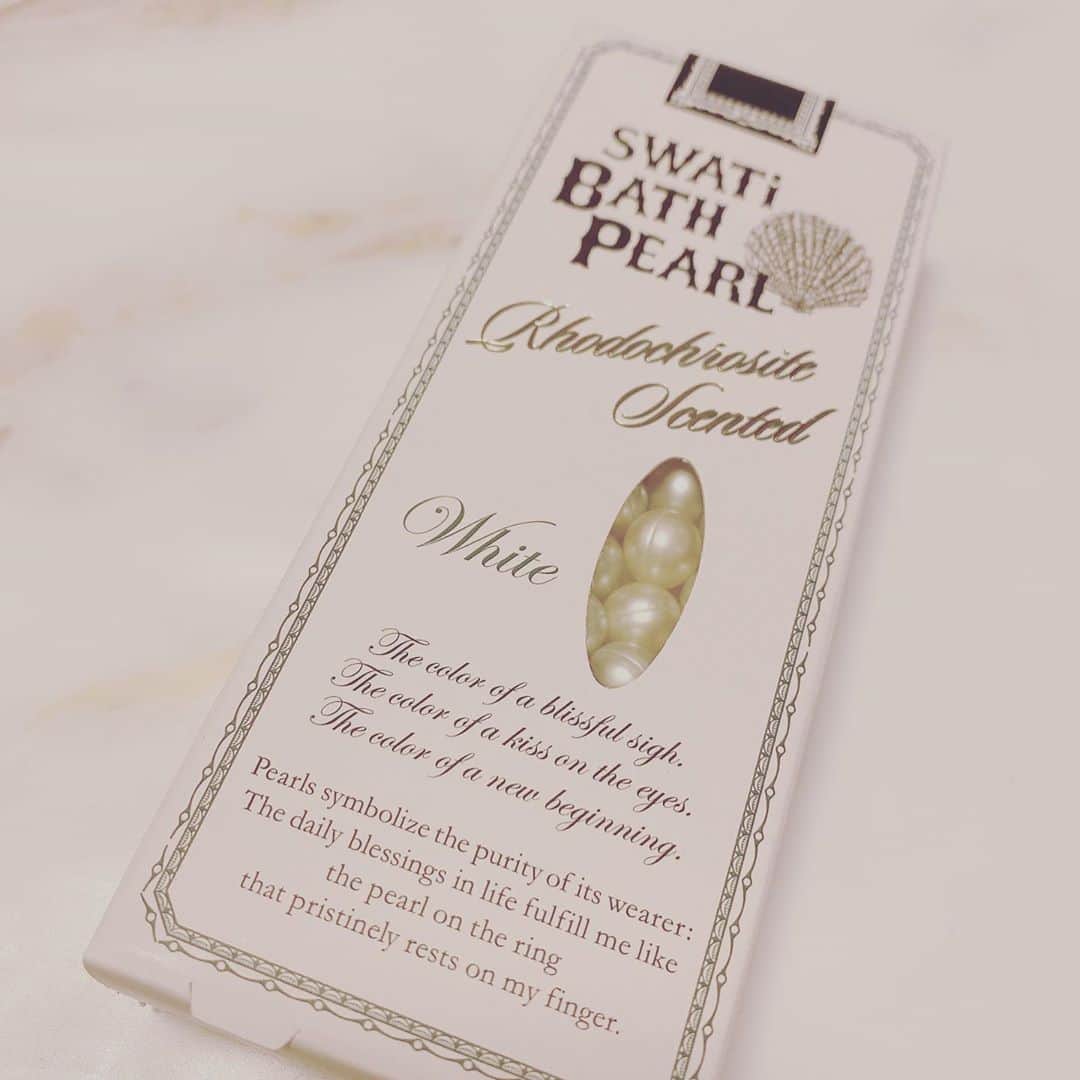 SWATi
BATH
PEARL
Rhodochrosite
Scented
White
The color of a blissful sigh.
The color of a kiss on the eyes.
The color of a new beginning.
Pearls symbolize the purity of its wearer:
The daily blessings in life fulfill me like
the pearl on the ring
that pristinely rests on my finger.